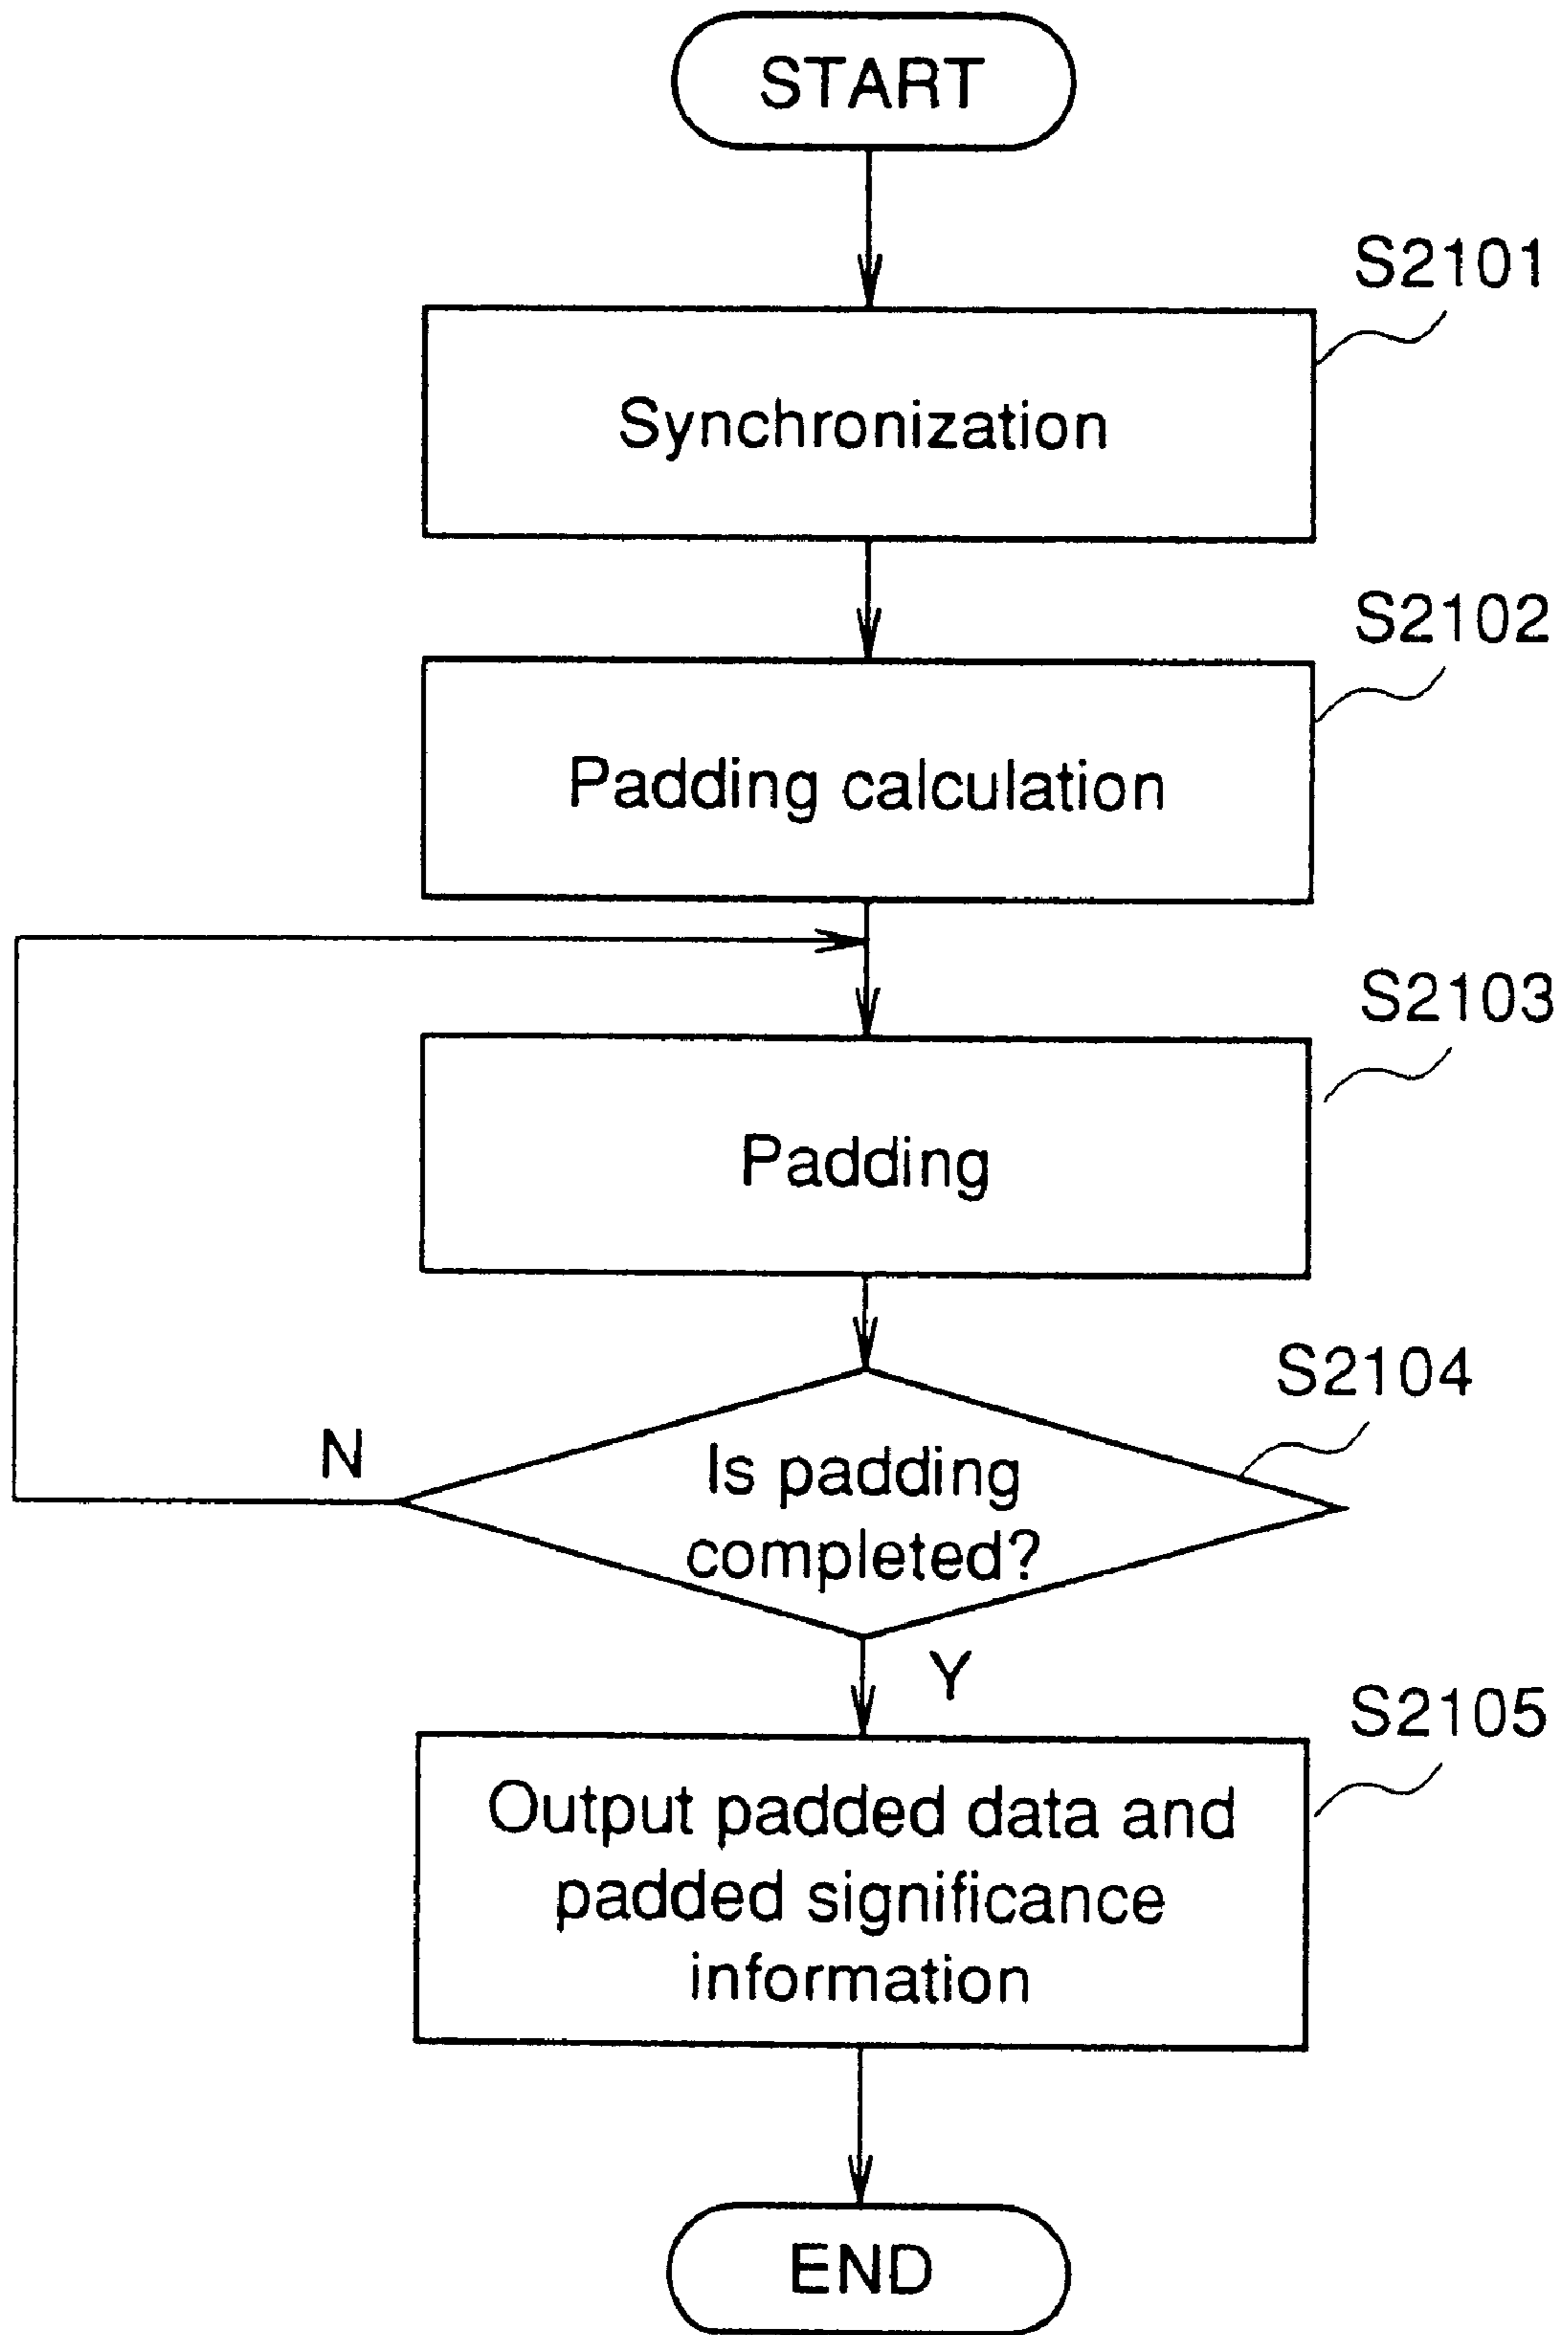 START
S2101
Synchronization
S2102
Padding calculation
S2103
Padding
S2104
N
Is padding
completed?
Y
S2105
Output padded data and
padded significance
information
END